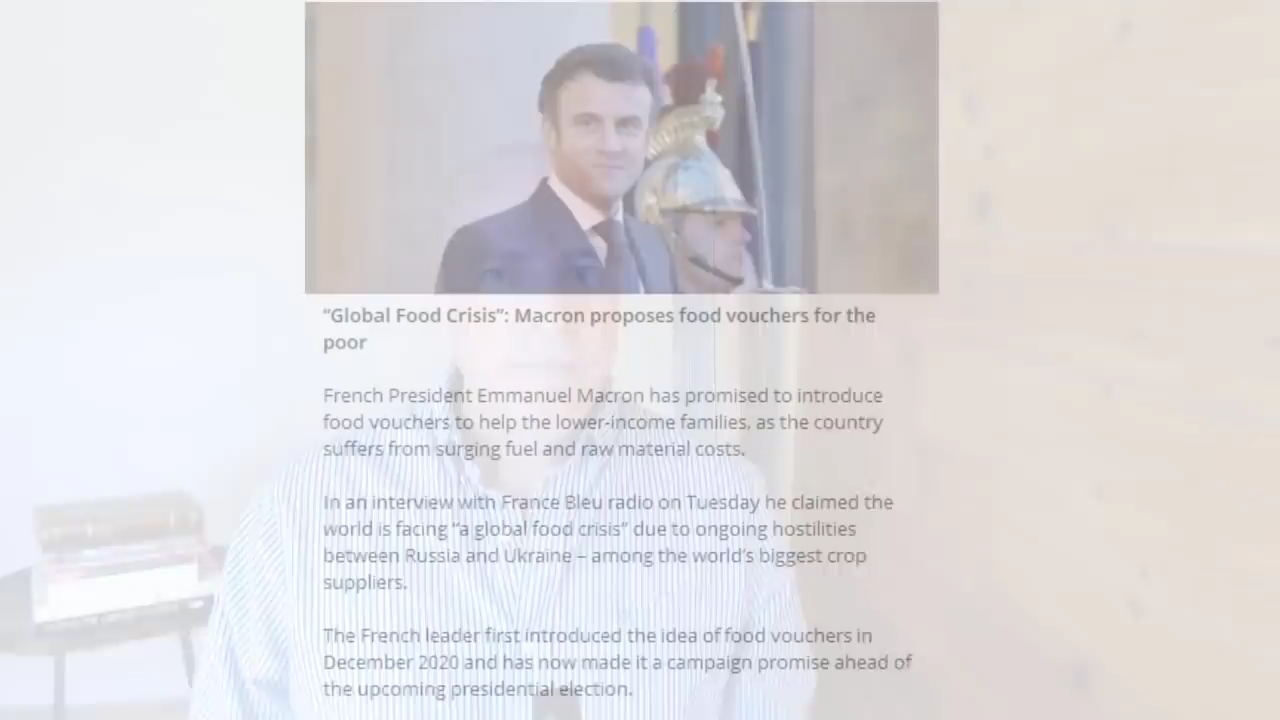 “Global Food Crisis”: Macron proposes food vouchers for the
poor
French President Emmanuel Macron has promised to introduce
food vouchers to help the lower-income families, as the country
suffers from surging fuel and raw material costs.
In an interview with France Bleu radio on Tuesday he claimed the
world is facing “a global food crisis” due to ongoing hostilities
between Russia and Ukraine – among the world’s biggest crop
suppliers.
The French leader first introduced the idea of food vouchers in
December 2020 and has now made it a campaign promise ahead of
the upcoming presidential election.